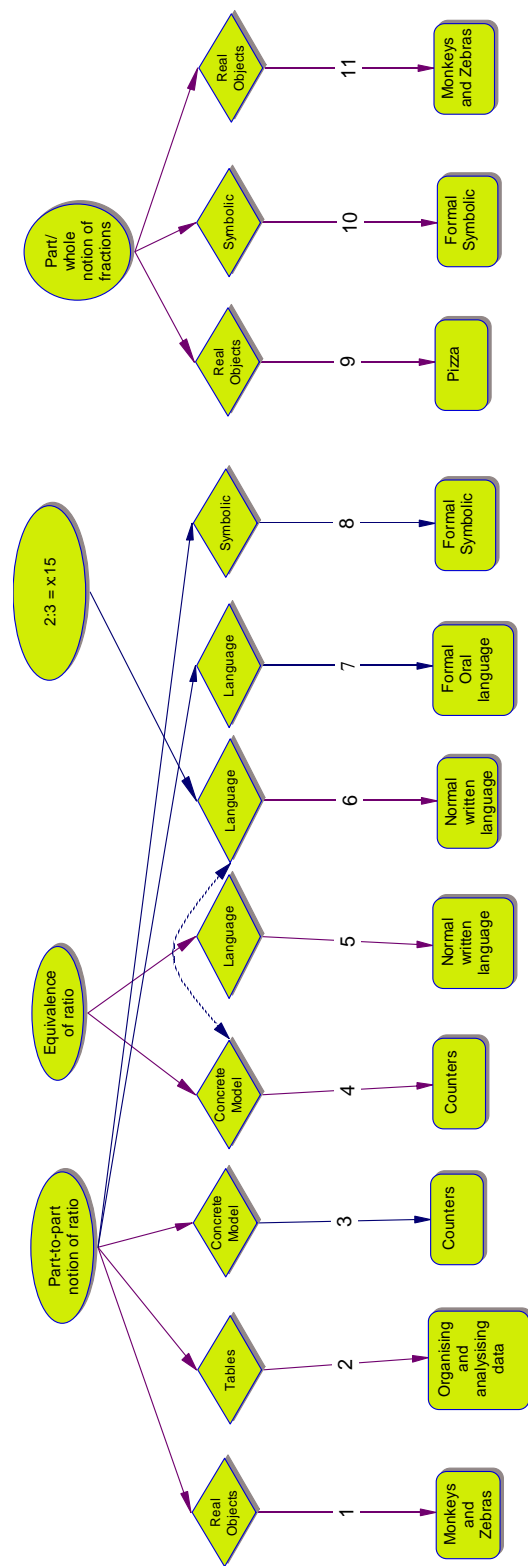 Part-to-part
notion of ratio
Equivalence
of ratio
2:3 = x:15
Part/
whole
notion of
fractions
Real
Objects
Tables
Concrete
Model
Concrete
Model
Language
Language
Language
Symbolic
Real
Objects
Symbolic
Real
Objects
1
2
3
4
5
6
7
8
9
10
11
Monkeys
and
Zebras
Organising
and
analysising
data
Counters
Counters
Normal
written
language
Normal
written
language
Formal
Oral
language
Formal
Symbolic
Pizza
Formal
Symbolic
Monkeys
and Zebras